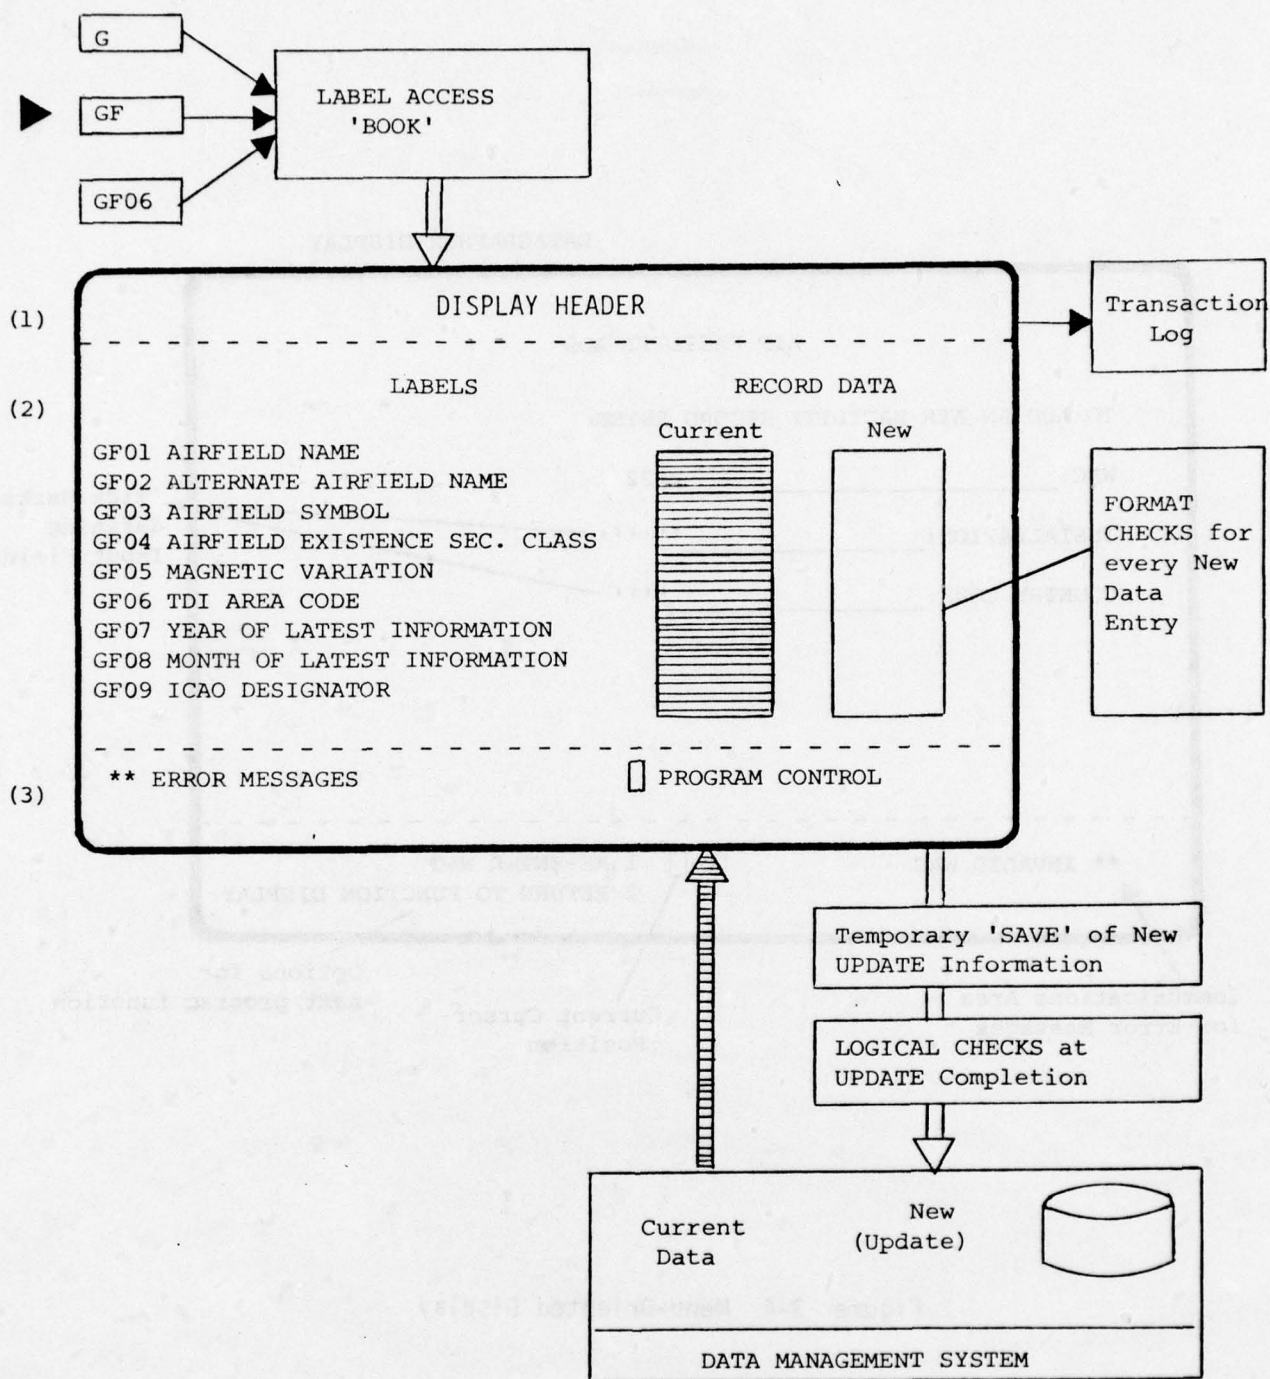 G
GF
GF06
LABEL ACCESS
'BOOK'
DISPLAY HEADER
(1)
Transaction
Log
LABELS
RECORD DATA
(2)
Current
New
GF01 AIRFIELD NAME
GF02 ALTERNATE AIRFIELD NAME
GF03 AIRFIELD SYMBOL
GF04 AIRFIELD EXISTENCE SEC. CLASS
GF05 MAGNETIC VARIATION
GF06 TDI AREA CODE
GF07 YEAR OF LATEST INFORMATION
GF08 MONTH OF LATEST INFORMATION
GF09 ICAO DESIGNATOR
FORMAT
CHECKS for
every New
Data
Entry
** ERROR MESSAGES
PROGRAM CONTROL
(3)
Temporary 'SAVE' of New
UPDATE Information
LOGICAL CHECKS at
UPDATE Completion
Current
Data
New
(Update)
DATA MANAGEMENT SYSTEM